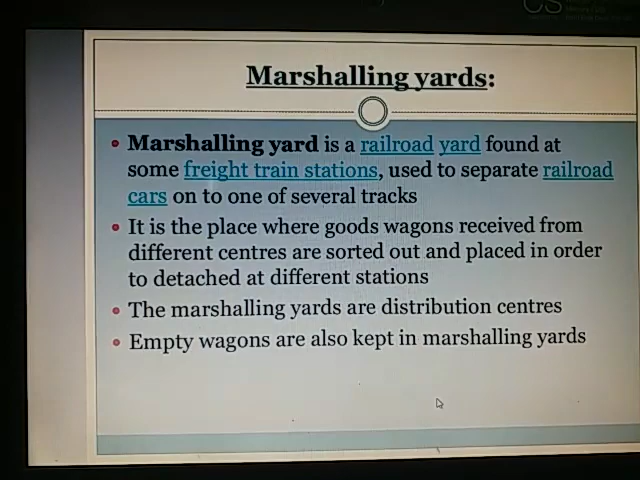 Marshalling yards:
• Marshalling yard is a railroad yard found at
some freight train stations, used to separate railroad
cars on to one of several tracks
• It is the place where goods wagons received from
different centres are sorted out and placed in order
to detached at different stations
• The marshalling yards are distribution centres
• Empty wagons are also kept in marshalling yards